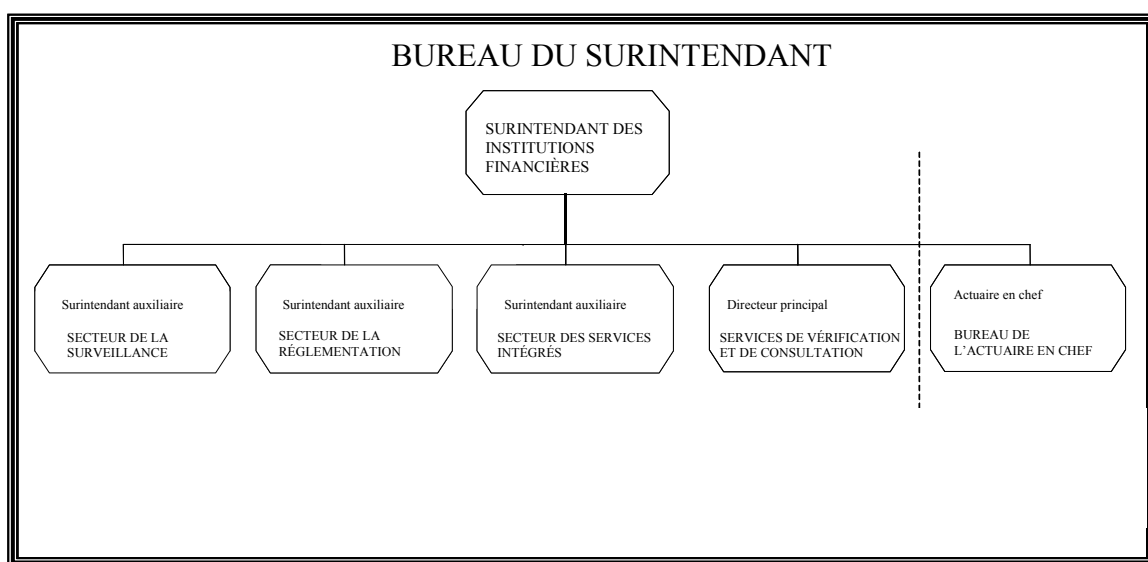 BUREAU DU SURINTENDANT
SURINTENDANT DES
INSTITUTIONS
FINANCIÈRES
Surintendant auxiliaire
SECTEUR DE LA
SURVEILLANCE
Surintendant auxiliaire
SECTEUR DE LA
RÉGLEMENTATION
Surintendant auxiliaire
SECTEUR DES SERVICES
INTÉGRÉS
Directeur principal
SERVICES DE VÉRIFICATION
ET DE CONSULTATION
Actuaire en chef
BUREAU DE
L’ACTUAIRE EN CHEF